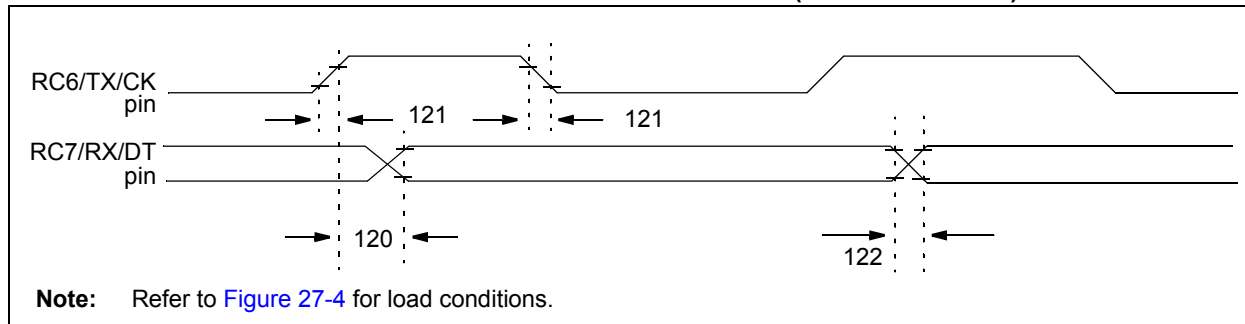 RC6/TX/CK
pin
121
121
RC7/RX/DT
pin
120
122
Note: Refer to Figure 27-4 for load conditions.